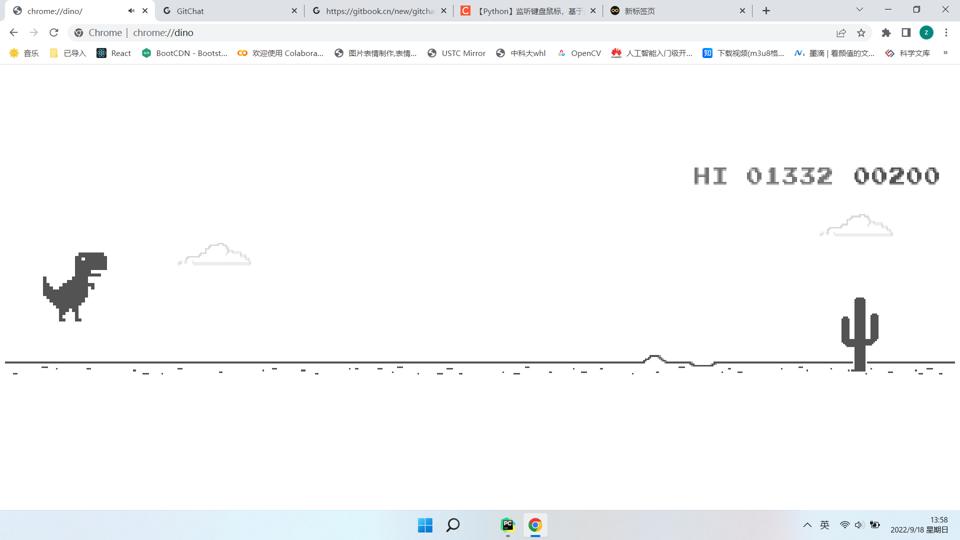 chrome://dino/
GitChat
https://gitbook.cn/new/gitcha
【Python】监听键盘鼠标，基于
新标签页
Chrome | chrome://dino
z
音乐
已导入
React
BootCDN - Bootst...
欢迎使用 Colabora...
图片表情制作,表情...
USTC Mirror
中科大whl
OpenCV
人工智能入门极开...
下载视频(m3u8格...
墨滴 | 看颜值的文...
科学文库
»
HI 01332 00200
英
13:58
2022/9/18 星期日